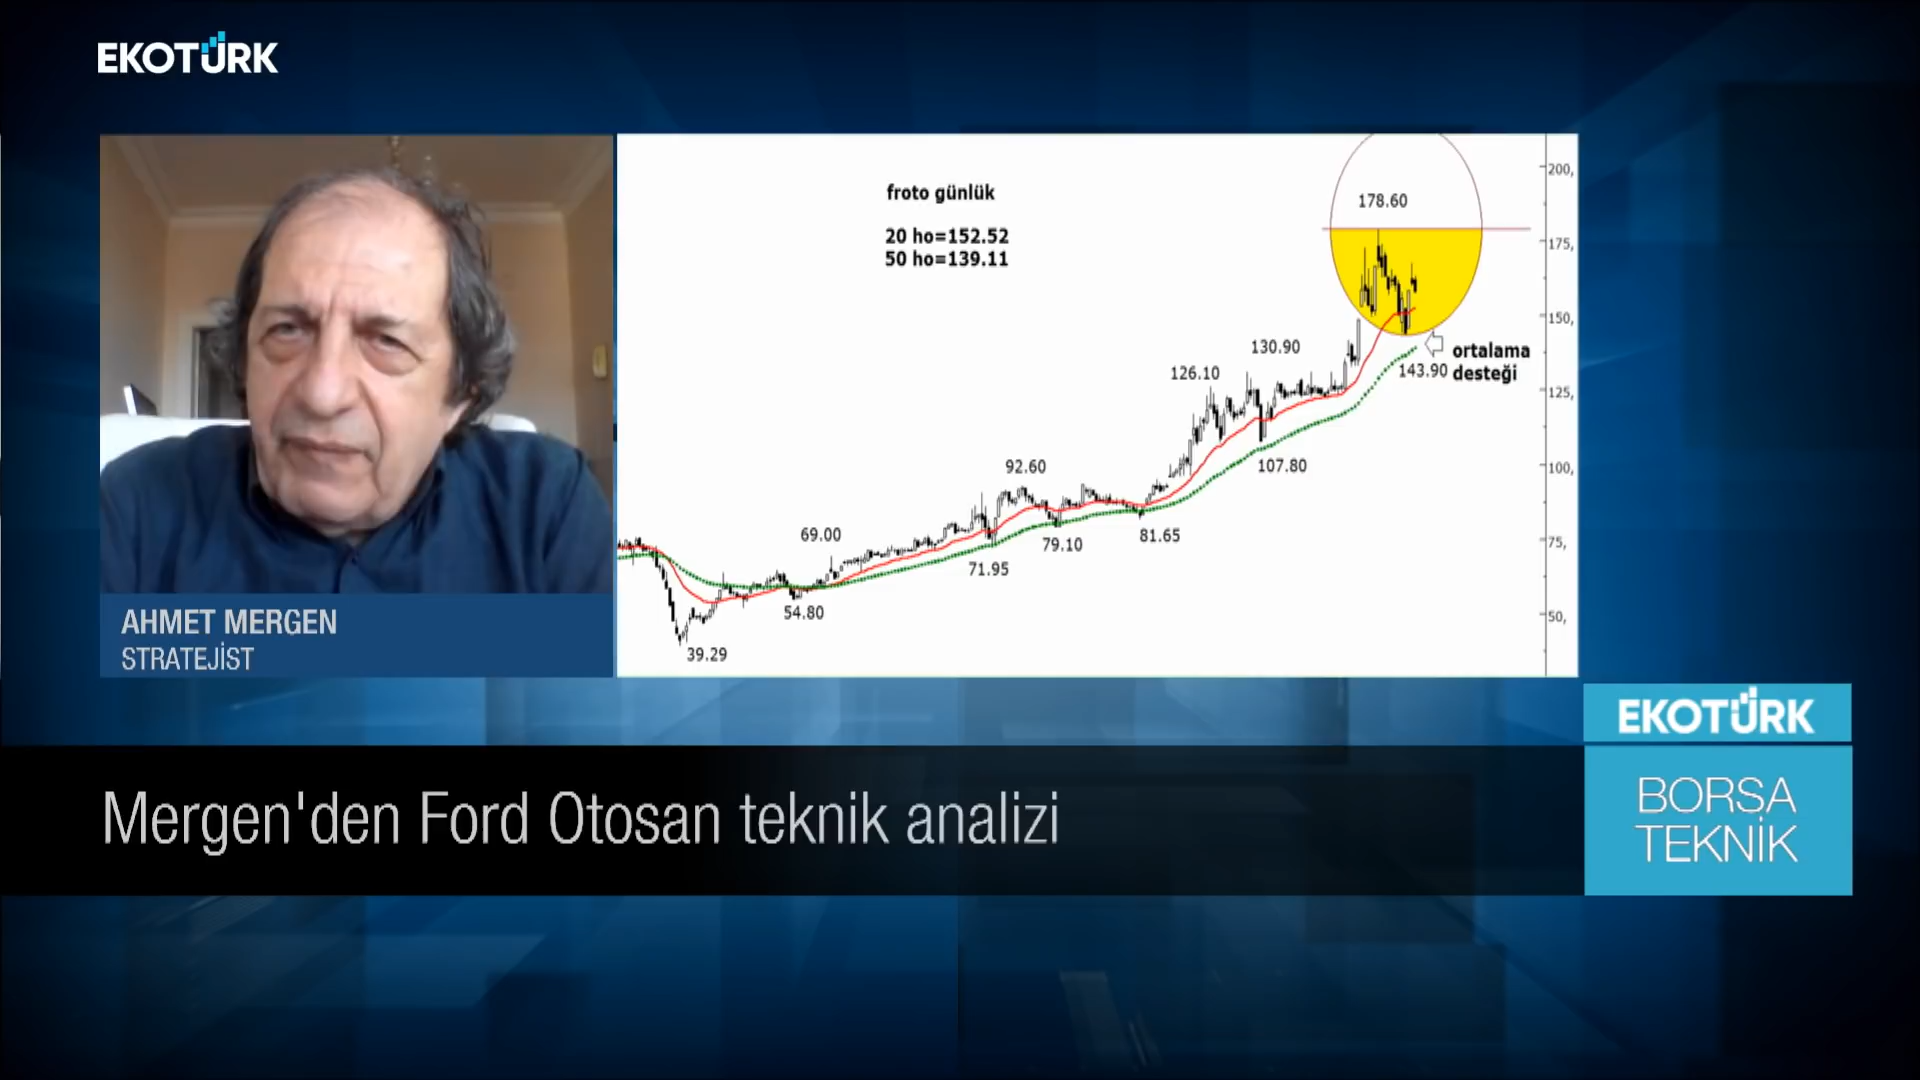 EKOTÜRK
froto günlük
20 ho=152.52
50 ho=139.11
178.60
200,
175,
150,
125,
100,
75,
50,
ortalama
desteği
143.90
130.90
126.10
107.80
92.60
81.65
79.10
71.95
69.00
54.80
39.29
AHMET MERGEN
STRATEJİST
EKOTÜRK
BORSA
TEKNİK
Mergen'den Ford Otosan teknik analizi